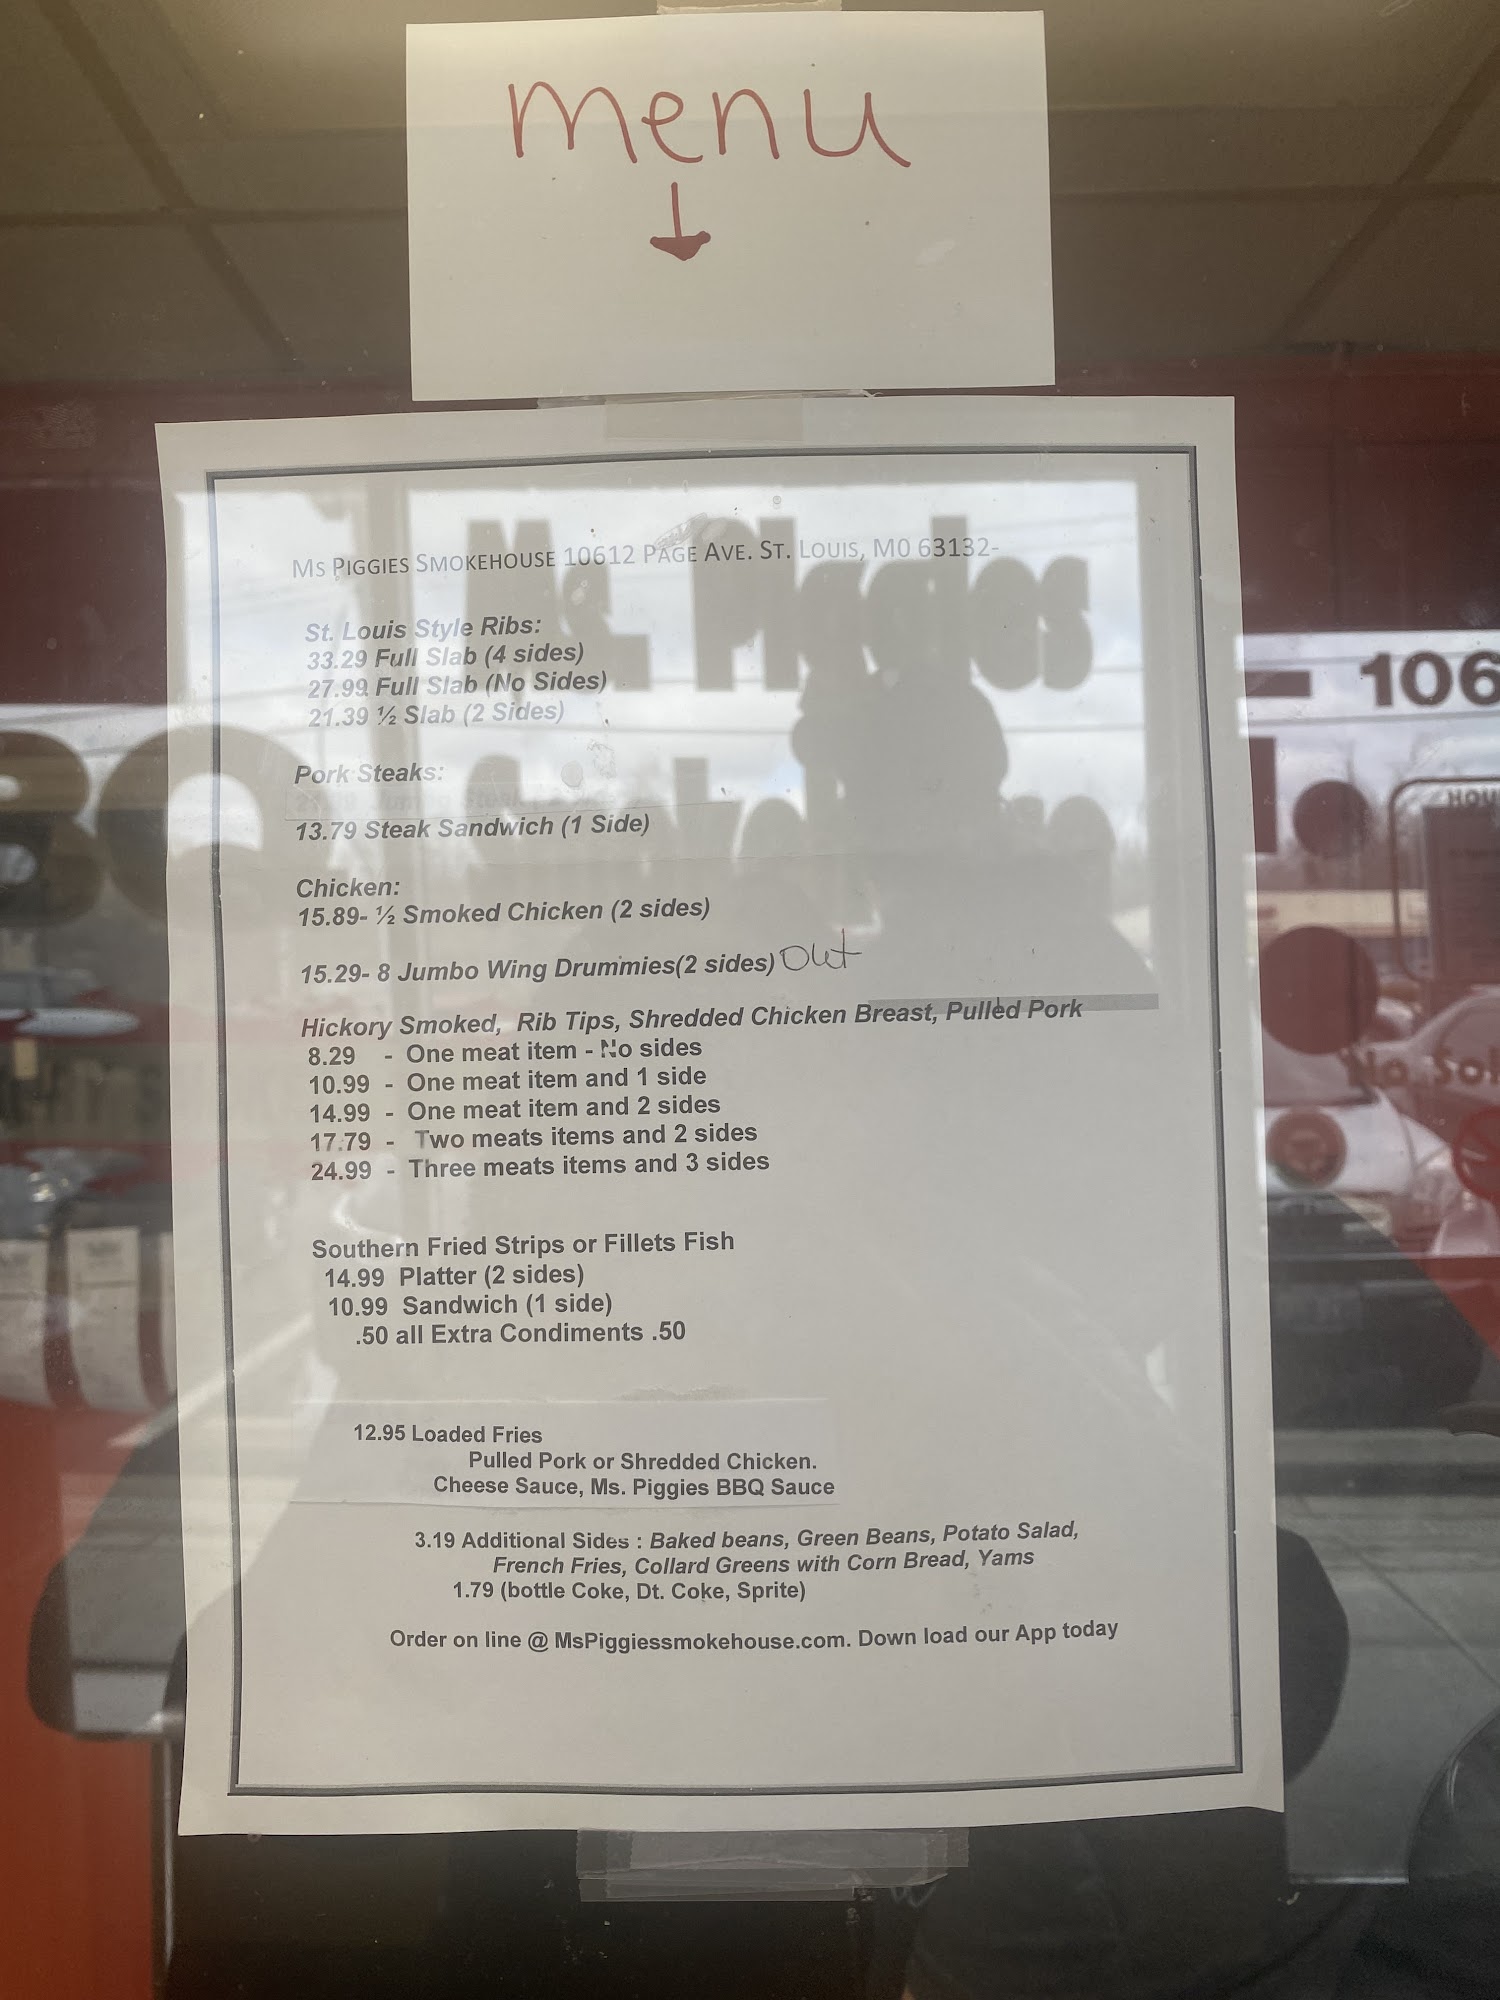 menu
MS PIGGIES SMOKEHOUSE 10612 PAGE AVE. ST. LOUIS, MO 63132-
St. Louis Style Ribs:
33.29 Full Slab (4 sides)
27.99 Full Slab (No Sides)
21.39 ½ Slab (2 Sides)
Pork Steaks:
13.79 Steak Sandwich (1 Side)
Chicken:
15.89- ½ Smoked Chicken (2 sides)
15.29- 8 Jumbo Wing Drummies(2 sides) Out
Hickory Smoked, Rib Tips, Shredded Chicken Breast, Pulled Pork
8.29 - One meat item - No sides
10.99 - One meat item and 1 side
14.99 - One meat item and 2 sides
17.79 - Two meats items and 2 sides
24.99 - Three meats items and 3 sides
Southern Fried Strips or Fillets Fish
14.99 Platter (2 sides)
10.99 Sandwich (1 side)
.50 all Extra Condiments .50
12.95 Loaded Fries
Pulled Pork or Shredded Chicken.
Cheese Sauce, Ms. Piggies BBQ Sauce
3.19 Additional Sides : Baked beans, Green Beans, Potato Salad,
French Fries, Collard Greens with Corn Bread, Yams
1.79 (bottle Coke, Dt. Coke, Sprite)
Order on line @ MsPiggiessmokehouse.com. Down load our App today
Ms. Piggies
106
HOU
No Sol